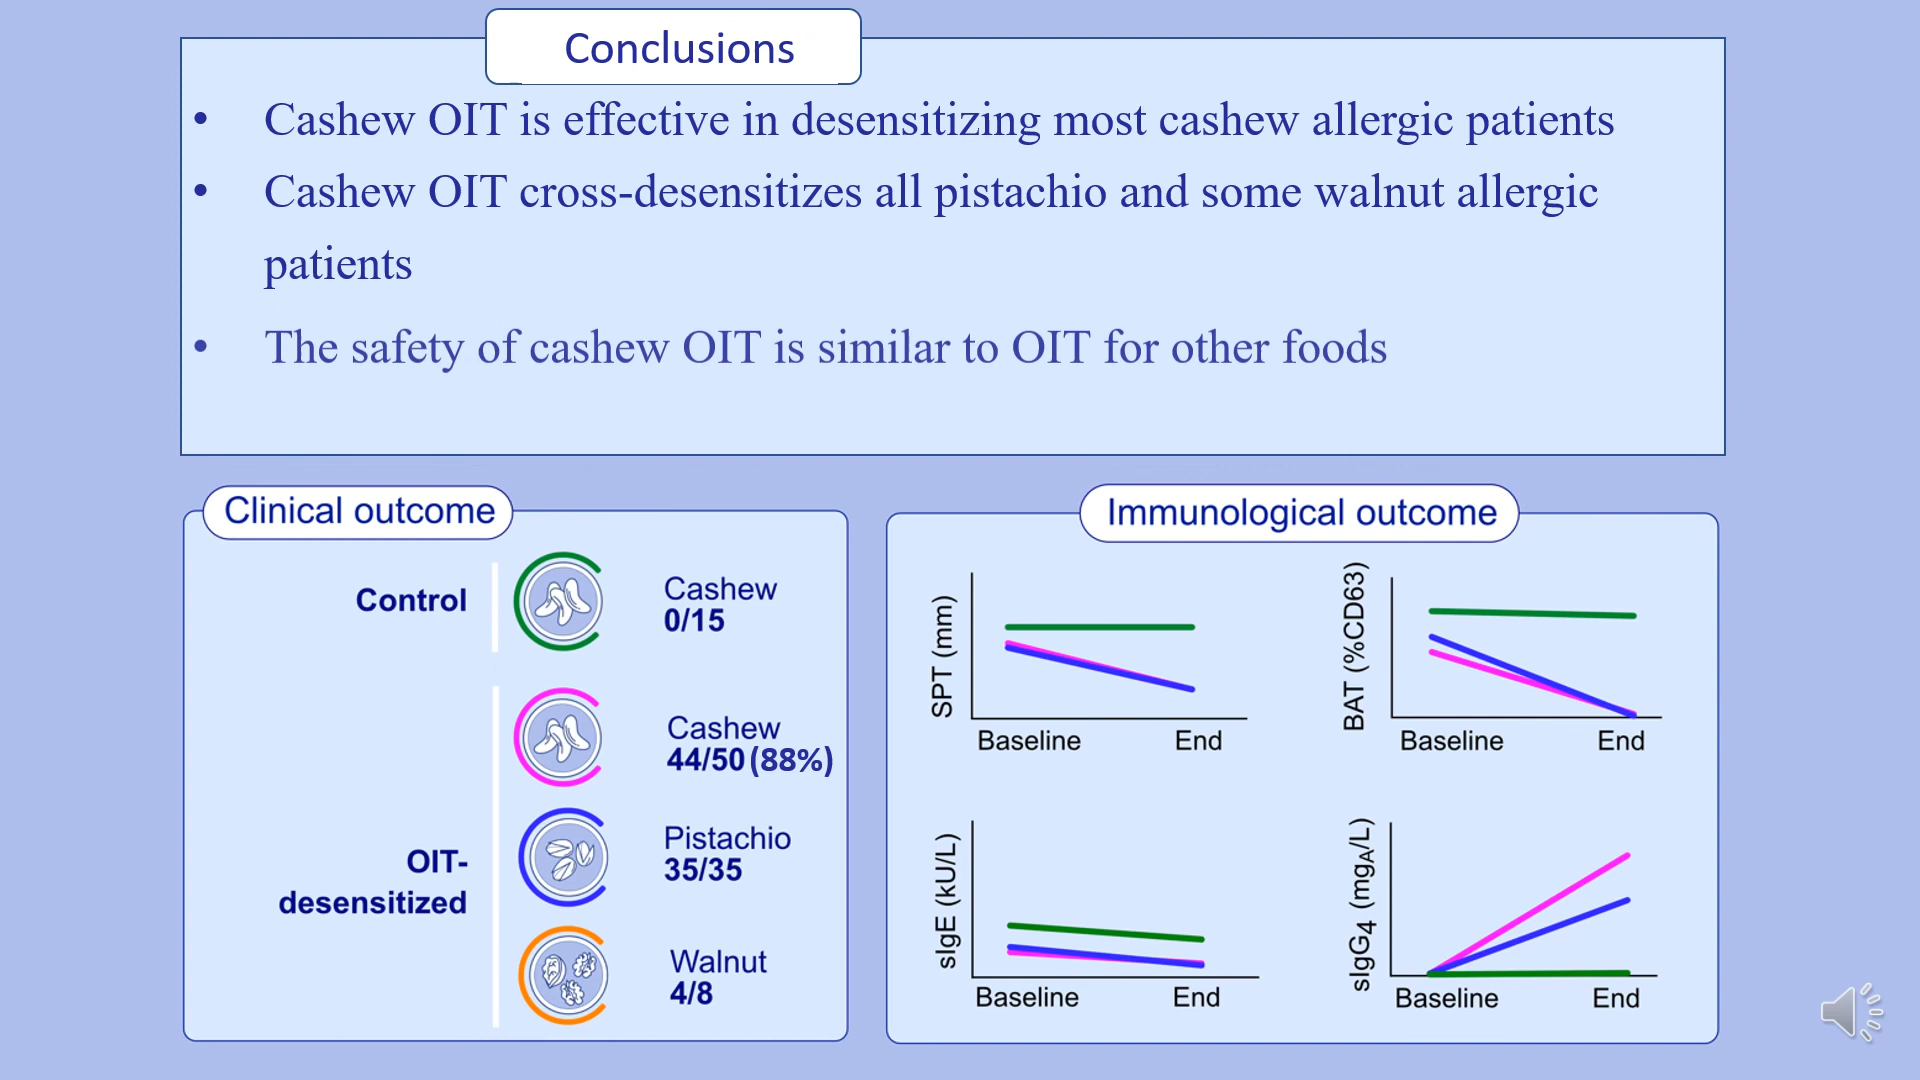 Conclusions
• Cashew OIT is effective in desensitizing most cashew allergic patients
• Cashew OIT cross-desensitizes all pistachio and some walnut allergic
patients
• The safety of cashew OIT is similar to OIT for other foods
Clinical outcome
Control
Cashew
0/15
OIT-
desensitized
Cashew
44/50 (88%)
Pistachio
35/35
Walnut
4/8
Immunological outcome
SPT (mm)
Baseline End
BAT (%CD63)
Baseline End
sIgE (kU/L)
Baseline End
sIgG4 (mgA/L)
Baseline End